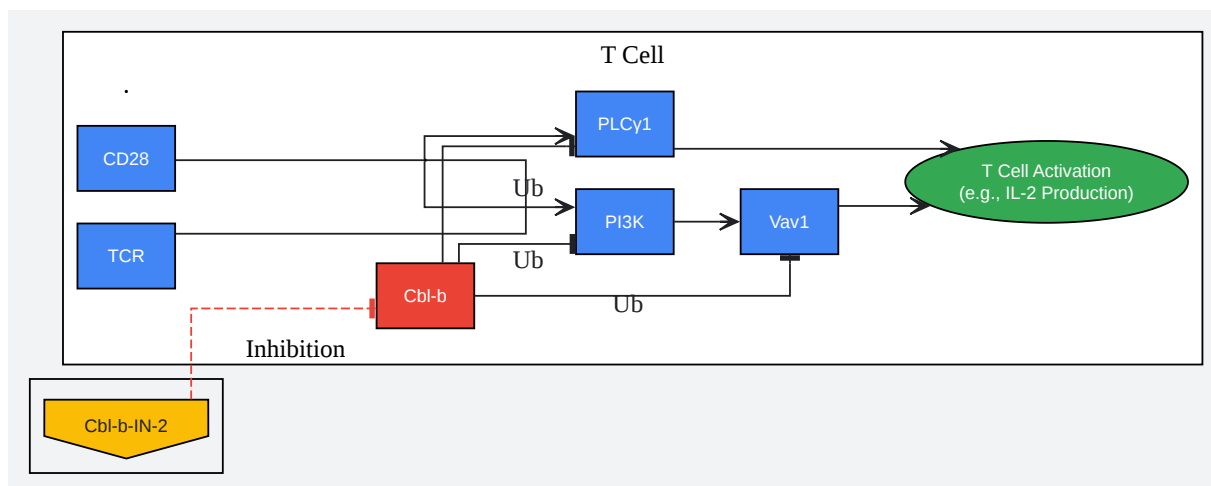 T Cell
.
CD28
PLCγ1
T Cell Activation
(e.g., IL-2 Production)
Ub
PI3K
Vav1
TCR
Ub
Cbl-b
Ub
Inhibition
Cbl-b-IN-2